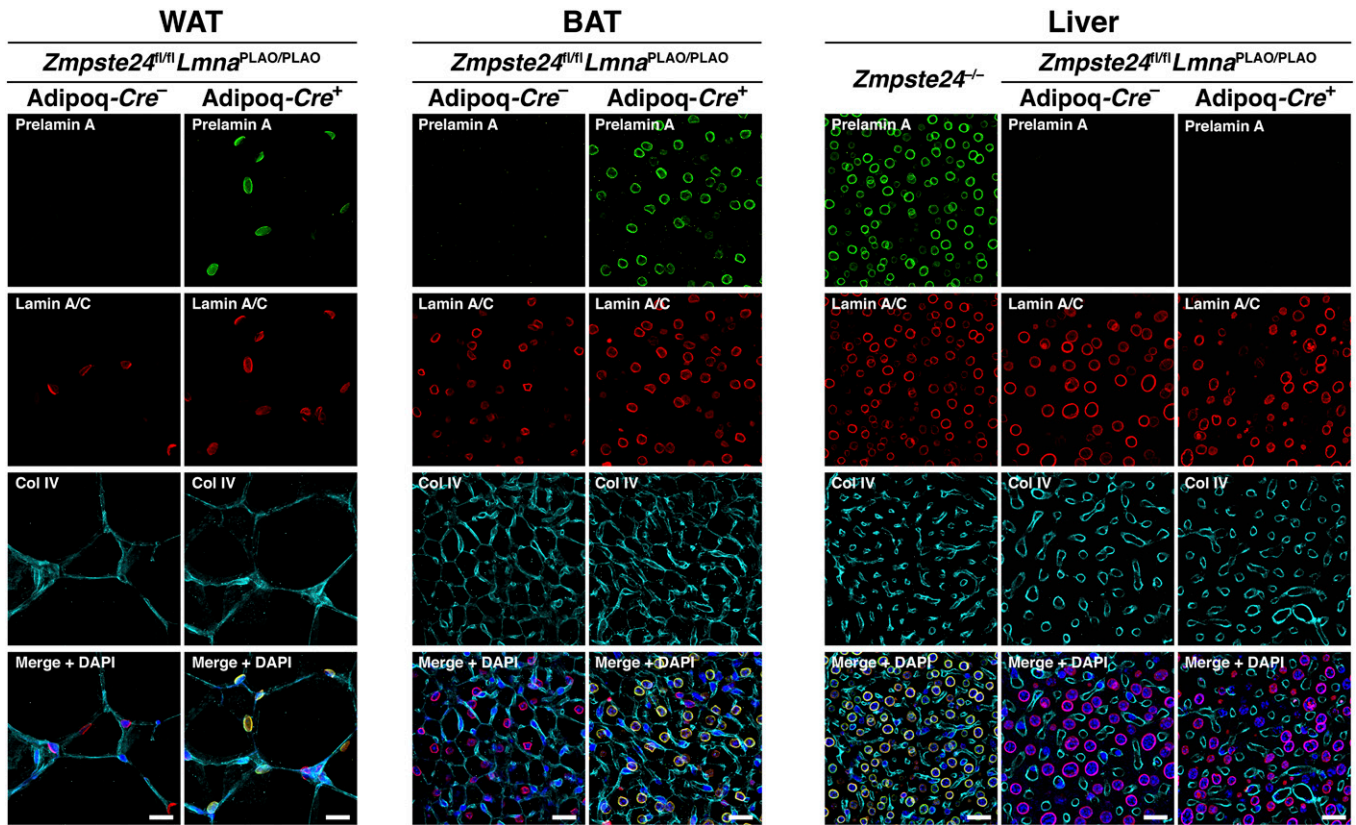 WAT BAT Liver
Zmpste24fl/fl LmnaPLAO/PLAO Zmpste24fl/fl LmnaPLAO/PLAO Zmpste24–/– Zmpste24fl/fl LmnaPLAO/PLAO
Adipoq-Cre– Adipoq-Cre+ Adipoq-Cre– Adipoq-Cre+ Adipoq-Cre– Adipoq-Cre+
Prelamin A Prelamin A Prelamin A Prelamin A Prelamin A Prelamin A Prelamin A
Lamin A/C Lamin A/C Lamin A/C Lamin A/C Lamin A/C Lamin A/C Lamin A/C
Col IV Col IV Col IV Col IV Col IV Col IV Col IV
Merge + DAPI Merge + DAPI Merge + DAPI Merge + DAPI Merge + DAPI Merge + DAPI Merge + DAPI